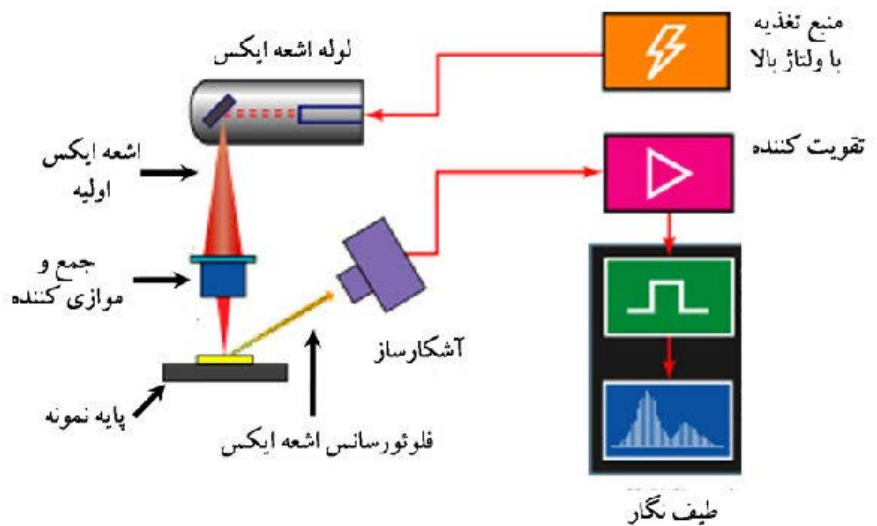 منبع تغذیه
با ولتاژ بالا
لوله اشعه ایکس
تقویت کننده
اشعه ایکس
اولیه
جمع و
موازی کننده
آشکارساز
پایه نمونه
فلوئورسانس اشعه ایکس
طیف نگار